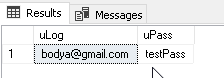 Results Messages
uLog uPass
1 bodya@gmail.com testPass